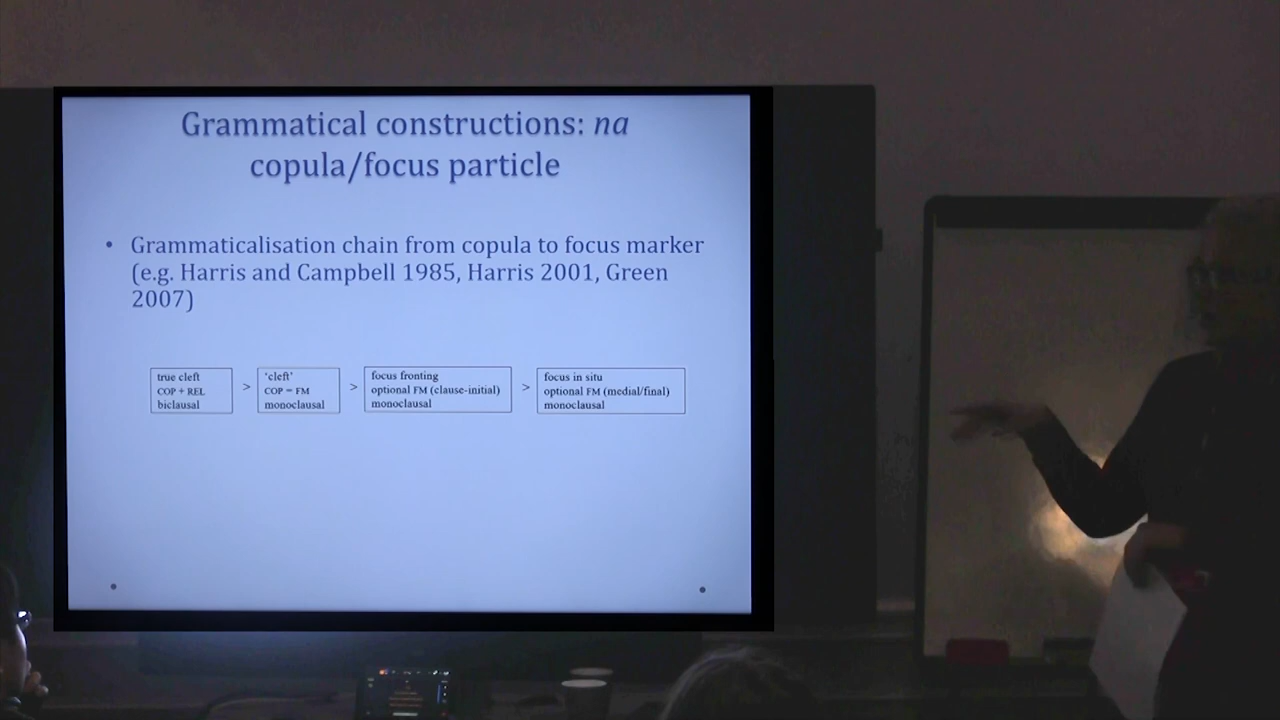 Grammatical constructions: na
copula/focus particle
• Grammaticalisation chain from copula to focus marker
(e.g. Harris and Campbell 1985, Harris 2001, Green
2007)
true cleft
COP + REL
biclausal
>
‘cleft’
COP = FM
monoclausal
>
focus fronting
optional FM (clause-initial)
monoclausal
>
focus in situ
optional FM (medial/final)
monoclausal